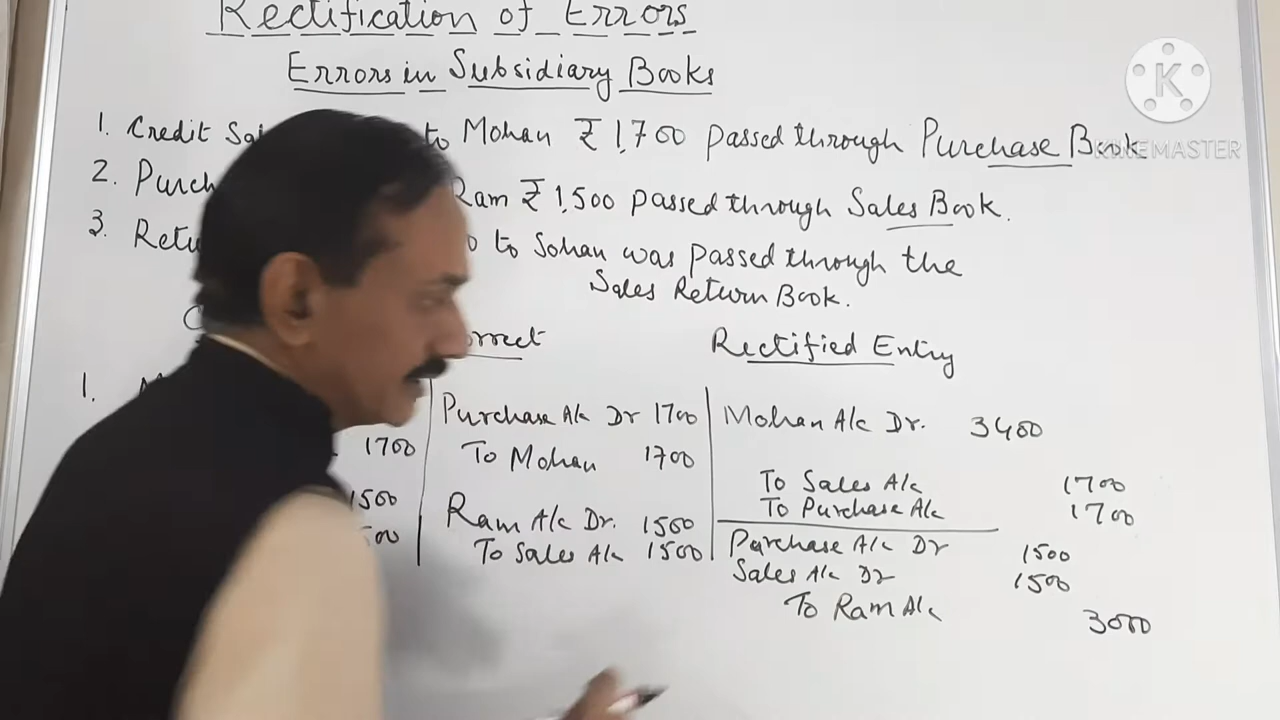 Rectification of Errors
Errors in Subsidiary Books
1. Credit Sa to Mohan ₹ 1,700 passed through Purchase Book
2. Purch Ram ₹ 1,500 passed through Sales Book.
3. Retu 0 to Sohan was passed through the
Sales Return Book.
orrect
Rectified Entry
1.
1700
1500
500
Purchase A/c Dr 1700
To Mohan 1700
Ram A/c Dr. 1500
To Sales A/c 1500
Mohan A/c Dr. 3400
To Sales A/c 1700
To Purchase A/c 1700
Purchase A/c Dr 1500
Sales A/c Dr 1500
To Ram A/c 3000
K
KINEMASTER